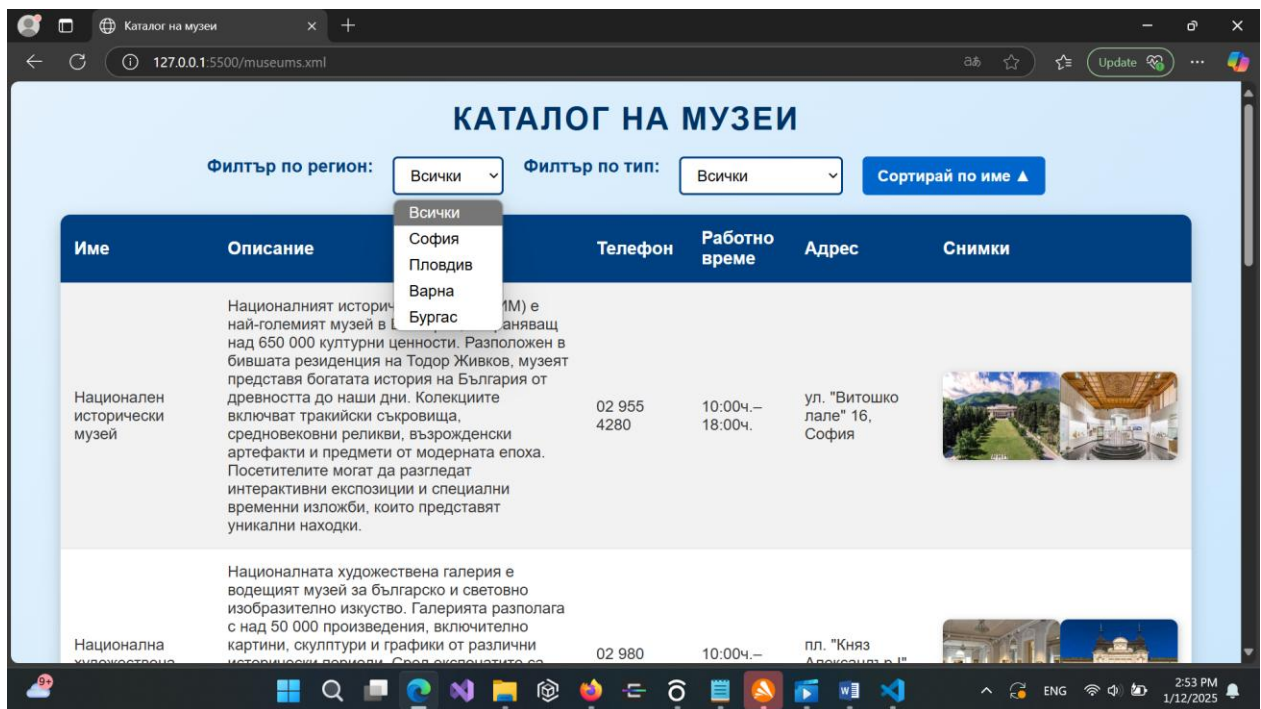 Каталог на музеи
127.0.0.1:5500/museums.xml
Update
КАТАЛОГ НА МУЗЕИ
Филтър по регион:
Всички
Филтър по тип:
Всички
Сортирай по име ▲
Всички
София
Пловдив
Варна
Бургас
Име
Описание
Телефон
Работно
време
Адрес
Снимки
Национален
исторически
музей
Националният ИМ) е
най-големият музей в
над 650 000 културни ценности. Разположен в
бившата резиденция на Тодор Живков, музеят
представя богатата история на България от
древността до наши дни. Колекциите
включват тракийски съкровища,
средновековни реликви, възрожденски
артефакти и предмети от модерната епоха.
Посетителите могат да разгледат
интерактивни експозиции и специални
временни изложби, които представят
уникални находки.
02 955
4280
10:00ч.–
18:00ч.
ул. "Витошко
лале" 16,
София
Национална
Националната художествена галерия е
водещият музей за българско и световно
изобразително изкуство. Галерията разполага
с над 50 000 произведения, включително
картини, скулптури и графики от различни
02 980
10:00ч.–
пл. "Княз
9+
ENG
2:53 PM
1/12/2025